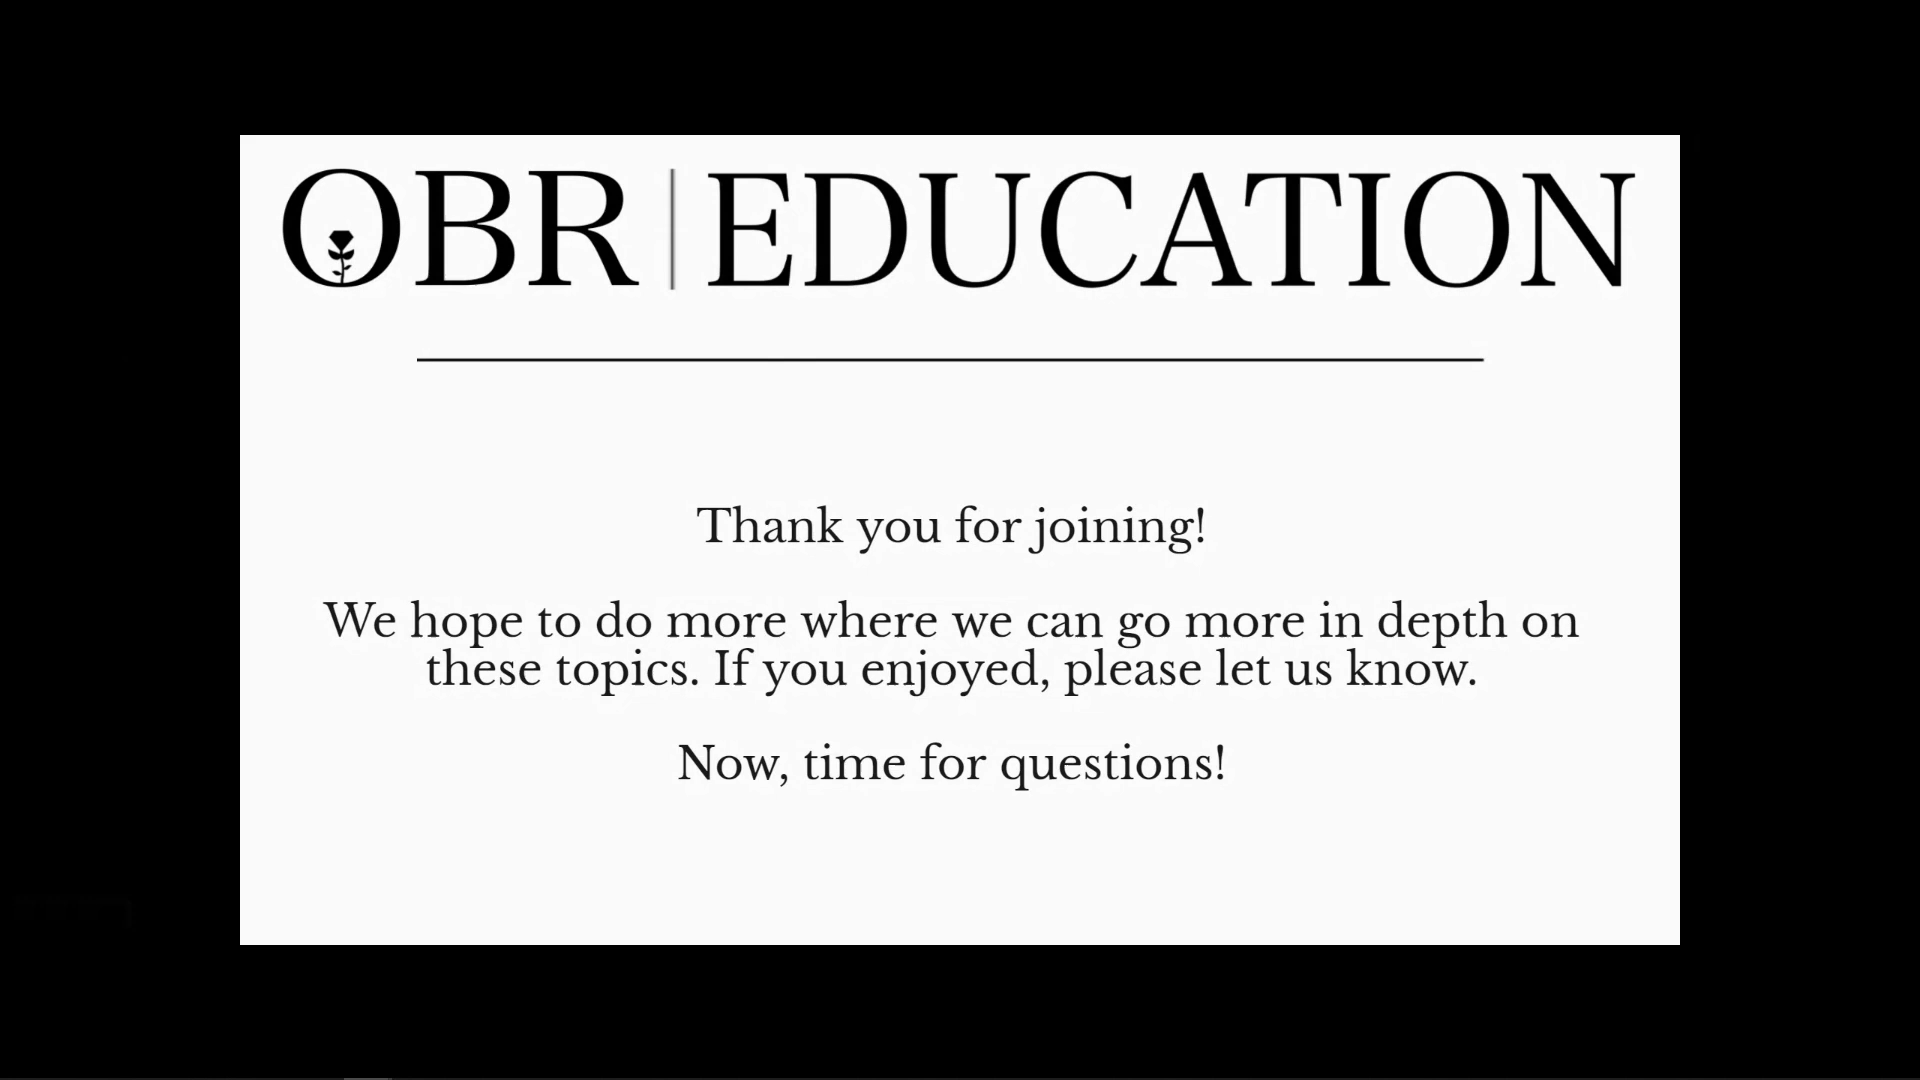 OBR | EDUCATION
Thank you for joining!
We hope to do more where we can go more in depth on
these topics. If you enjoyed, please let us know.
Now, time for questions!